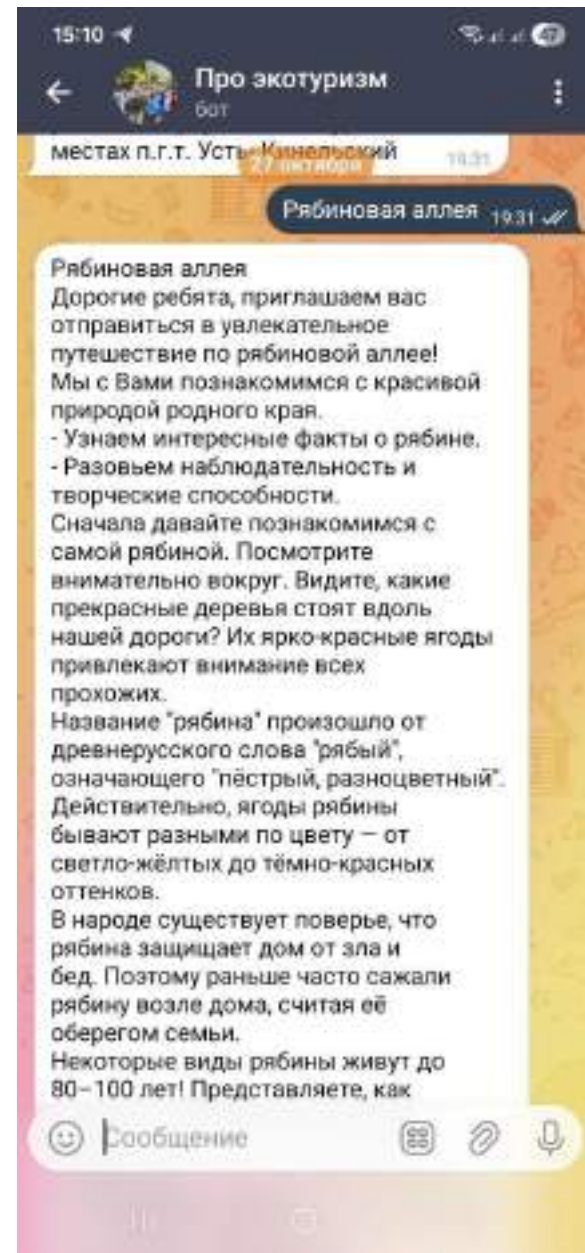 15:10
47
Про экотуризм
бот
местах п.г.т. Усть-Кинельский 19:31
27 октября
Рябиновая аллея 19:31
Рябиновая аллея
Дорогие ребята, приглашаем вас
отправиться в увлекательное
путешествие по рябиновой аллее!
Мы с Вами познакомимся с красивой
природой родного края.
- Узнаем интересные факты о рябине.
- Разовьем наблюдательность и
творческие способности.
Сначала давайте познакомимся с
самой рябиной. Посмотрите
внимательно вокруг. Видите, какие
прекрасные деревья стоят вдоль
нашей дороги? Их ярко-красные ягоды
привлекают внимание всех
прохожих.
Название "рябина" произошло от
древнерусского слова "рябый",
означающего "пёстрый, разноцветный".
Действительно, ягоды рябины
бывают разными по цвету — от
светло-жёлтых до тёмно-красных
оттенков.
В народе существует поверье, что
рябина защищает дом от зла и
бед. Поэтому раньше часто сажали
рябину возле дома, считая её
оберегом семьи.
Некоторые виды рябины живут до
80–100 лет! Представляете, как
Сообщение